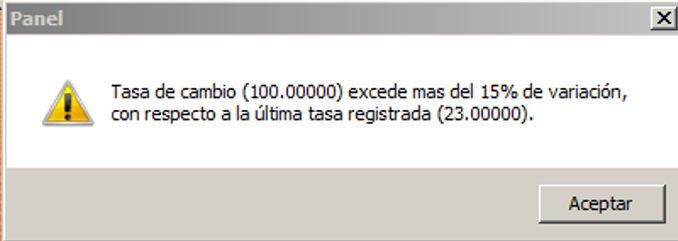 Panel
Tasa de cambio (100.00000) excede mas del 15% de variación,
con respecto a la última tasa registrada (23.00000).
Aceptar